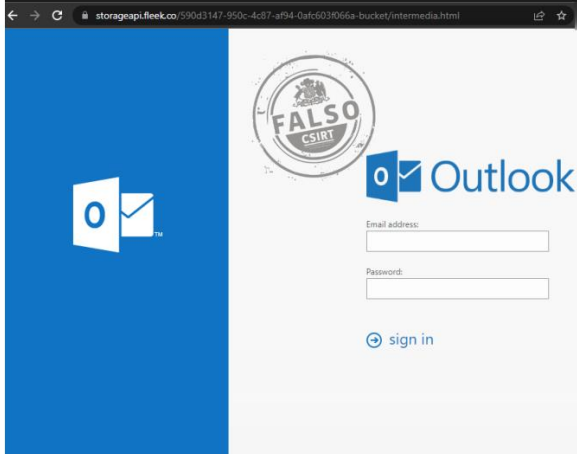 storageapi.fleek.co/590d3147-950c-4c87-af94-0afc603f066a-bucket/intermedia.html
FALSO
CSIRT
O Outlook
O
TM
Email address:
Password:
sign in